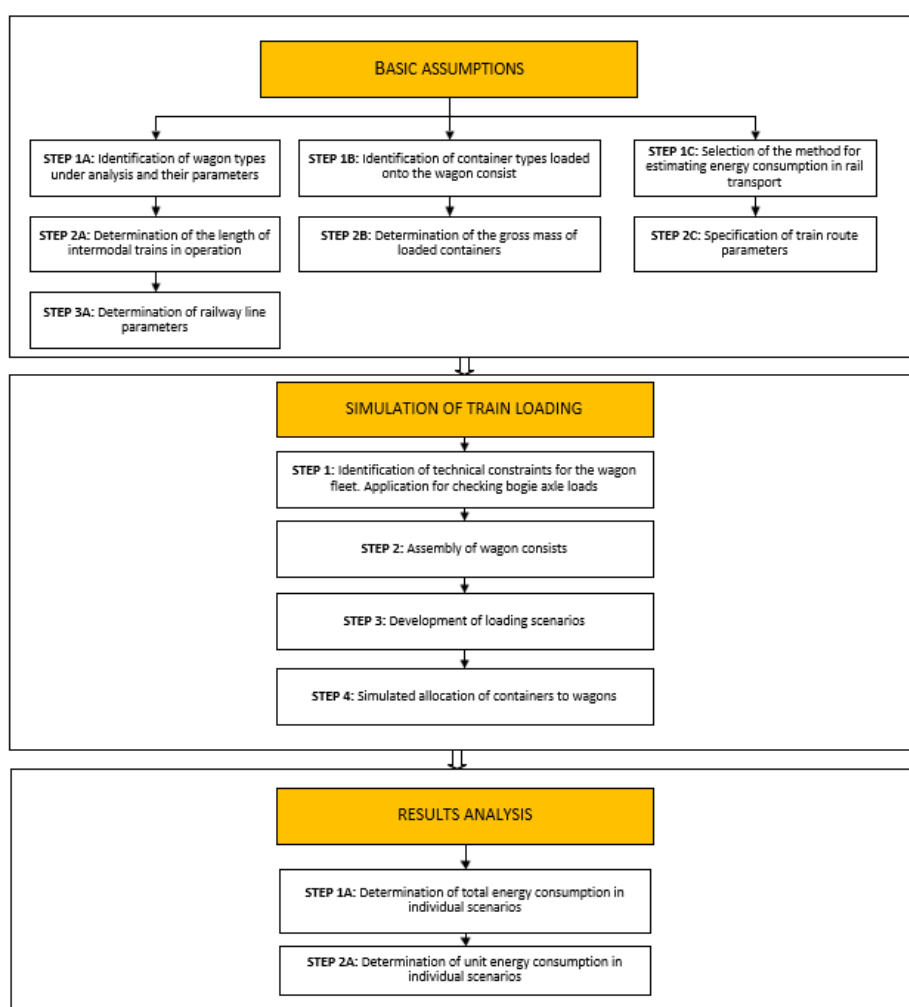 BASIC ASSUMPTIONS
STEP 1A: Identification of wagon types
under analysis and their parameters
STEP 1B: Identification of container types loaded
onto the wagon consist
STEP 1C: Selection of the method for
estimating energy consumption in rail
transport
STEP 2A: Determination of the length of
intermodal trains in operation
STEP 2B: Determination of the gross mass of
loaded containers
STEP 2C: Specification of train route
parameters
STEP 3A: Determination of railway line
parameters
SIMULATION OF TRAIN LOADING
STEP 1: Identification of technical constraints for the wagon
fleet. Application for checking bogie axle loads
STEP 2: Assembly of wagon consists
STEP 3: Development of loading scenarios
STEP 4: Simulated allocation of containers to wagons
RESULTS ANALYSIS
STEP 1A: Determination of total energy consumption in
individual scenarios
STEP 2A: Determination of unit energy consumption in
individual scenarios